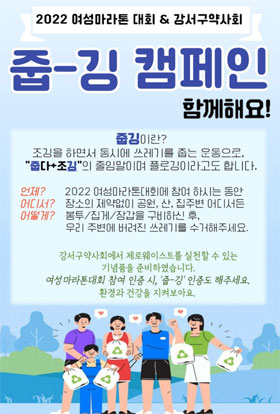 2022 여성마라톤 대회 & 강서구약사회
줍-깅 캠페인
함께해요!
줍깅이란?
조깅을 하면서 동시에 쓰레기를 줍는 운동으로,
"줍다+조깅"의 줄임말이며 플로깅이라고도 합니다.
언제? 2022 여성마라톤대회에 참여 하시는 동안
어디서? 장소의 제약없이 공원, 산, 집주변 어디서든
어떻게? 봉투/집게/장갑을 구비하신 후,
우리 주변에 버려진 쓰레기를 수거해주세요.
강서구약사회에서 제로웨이스트를 실천할 수 있는
기념품을 준비하였습니다.
여성마라톤대회 참여 인증 시, '줍-깅' 인증도 해주세요.
환경과 건강을 지켜보아요.